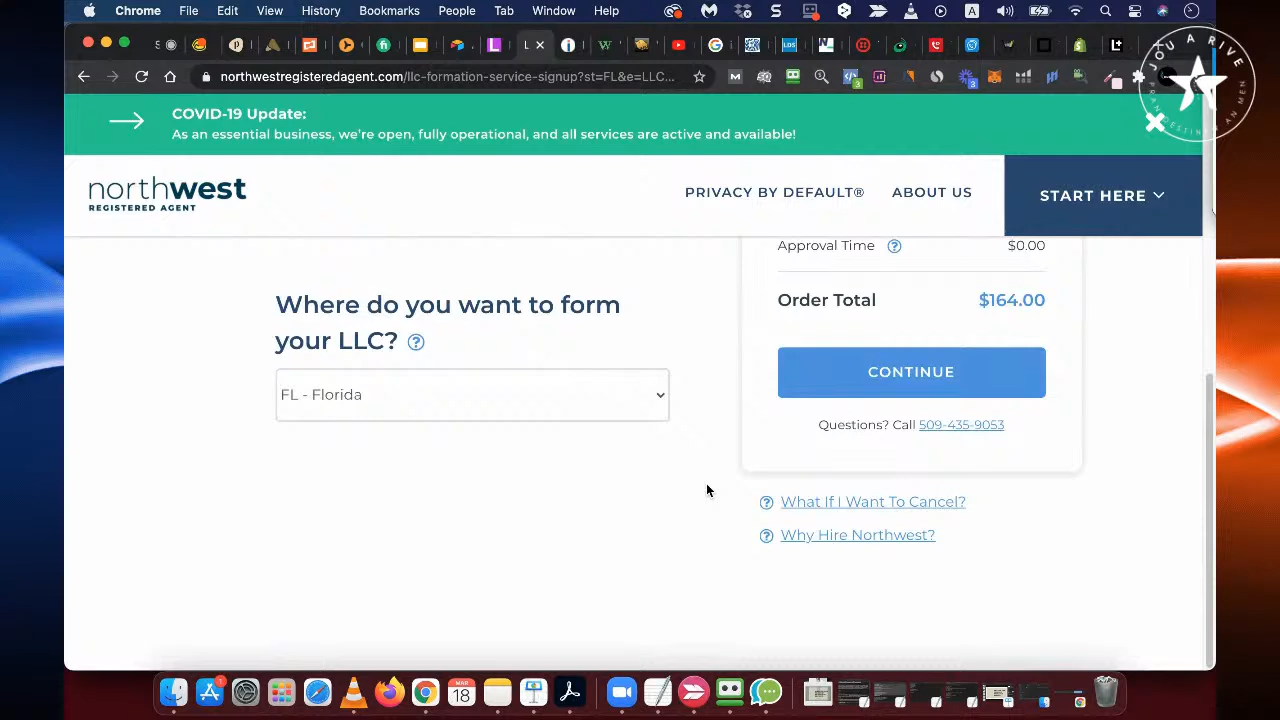 Chrome File Edit View History Bookmarks People Tab Window Help
northwestregisteredagent.com/llc-formation-service-signup?st=FL&e=LLC...
COVID-19 Update:
As an essential business, we're open, fully operational, and all services are active and available!
northwest
REGISTERED AGENT
PRIVACY BY DEFAULT®
ABOUT US
START HERE
Approval Time ? $0.00
Order Total $164.00
Where do you want to form
your LLC? ?
FL - Florida
CONTINUE
Questions? Call 509-435-9053
? What If I Want To Cancel?
? Why Hire Northwest?
MAR
18